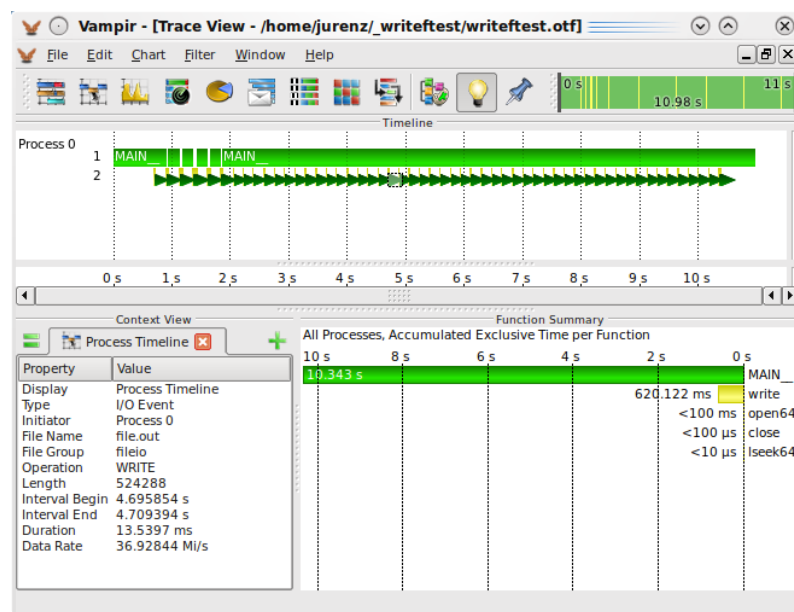 Vampir - [Trace View - /home/jurenz/_writeftest/writeftest.otf]
File Edit Chart Filter Window Help
0 s 11 s
10.98 s
Timeline
Process 0
1 MAIN__ MAIN__
2
0 s 1 s 2 s 3 s 4 s 5 s 6 s 7 s 8 s 9 s 10 s
Context View
Process Timeline
Property Value
Display Process Timeline
Type I/O Event
Initiator Process 0
File Name file.out
File Group fileio
Operation WRITE
Length 524288
Interval Begin 4.695854 s
Interval End 4.709394 s
Duration 13.5397 ms
Data Rate 36.92844 Mi/s
Function Summary
All Processes, Accumulated Exclusive Time per Function
10 s 8 s 6 s 4 s 2 s 0 s
10.343 s MAIN__
620.122 ms write
<100 ms open64
<100 µs close
<10 µs lseek64